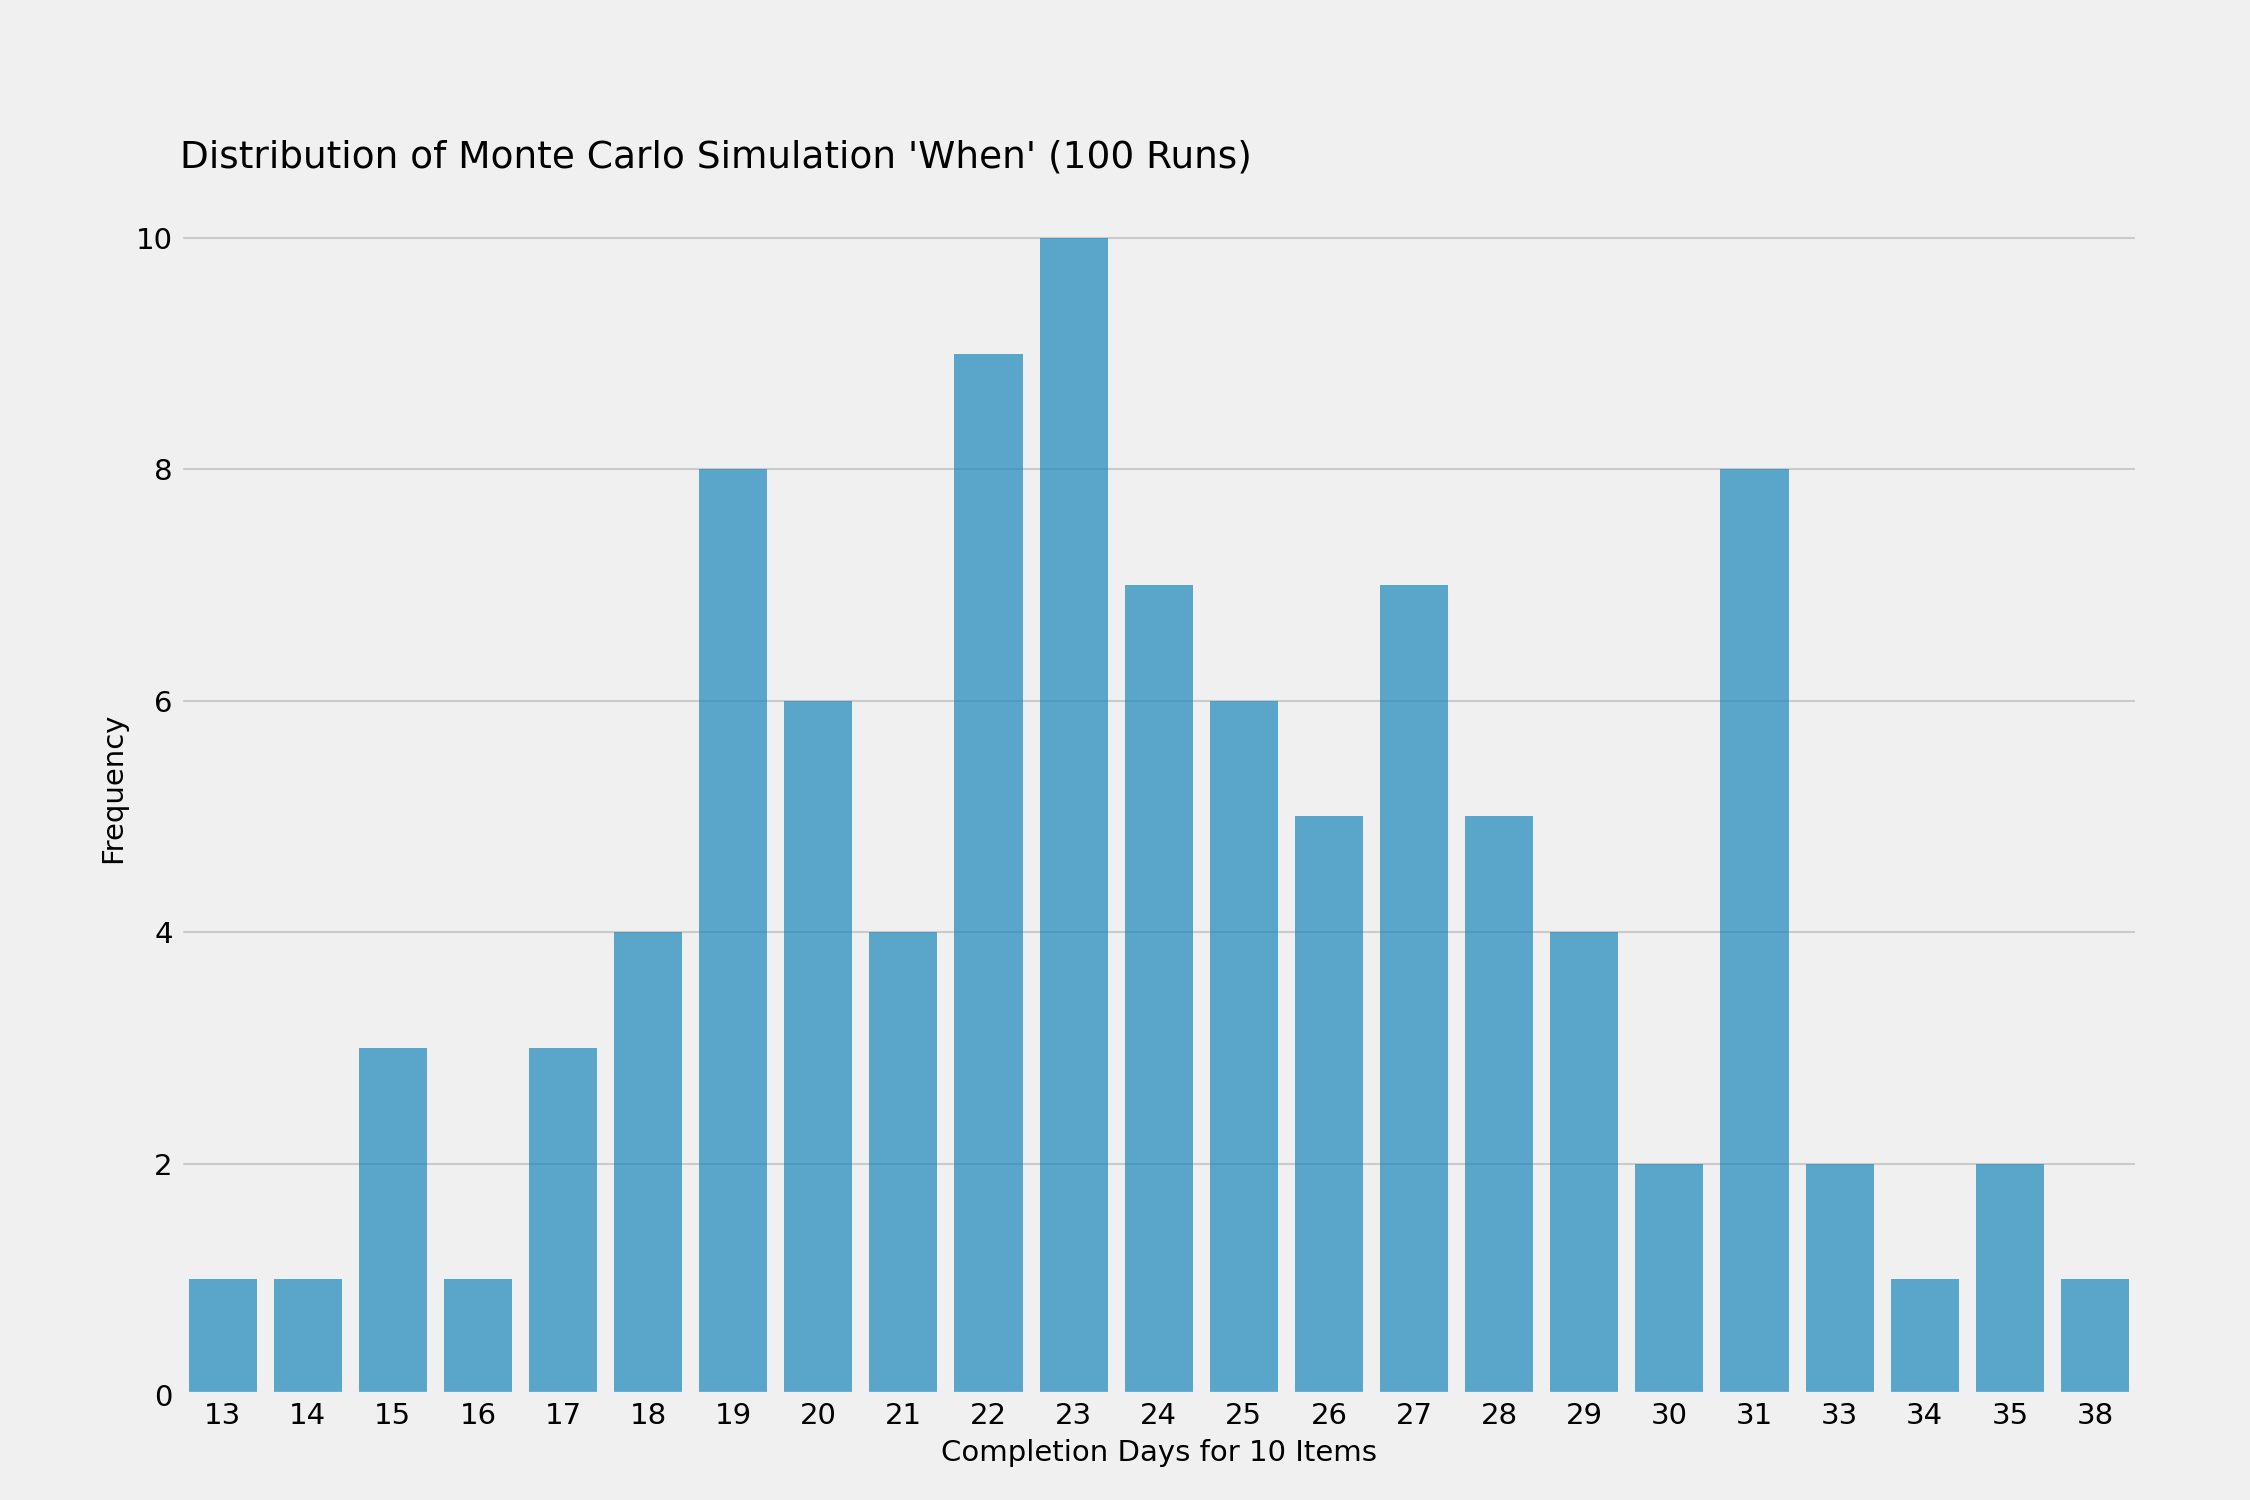 Distribution of Monte Carlo Simulation 'When' (100 Runs)
10
8
6
4
2
0
Frequency
13 14 15 16 17 18 19 20 21 22 23 24 25 26 27 28 29 30 31 33 34 35 38
Completion Days for 10 Items